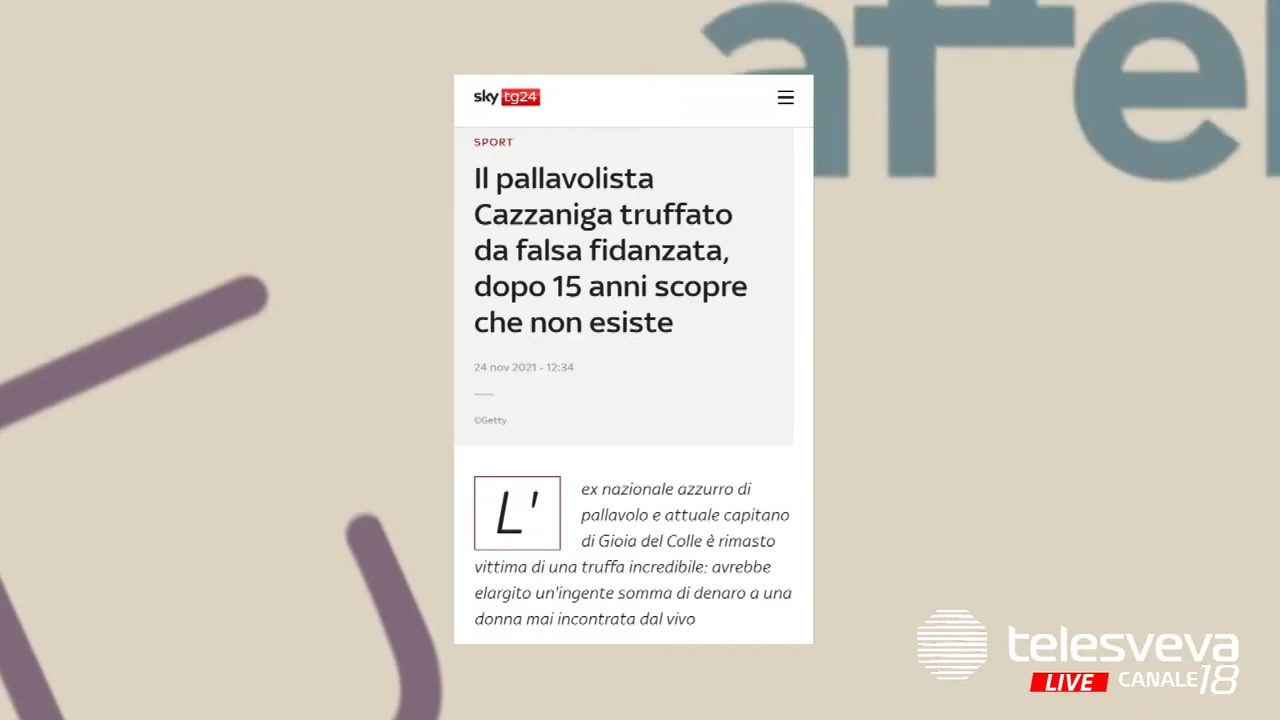 sky tg24
SPORT
Il pallavolista
Cazzaniga truffato
da falsa fidanzata,
dopo 15 anni scopre
che non esiste
24 nov 2021 - 12:34
©Getty
L'
ex nazionale azzurro di
pallavolo e attuale capitano
di Gioia del Colle è rimasto
vittima di una truffa incredibile: avrebbe
elargito un'ingente somma di denaro a una
donna mai incontrata dal vivo
telesveva
LIVE CANALE 18